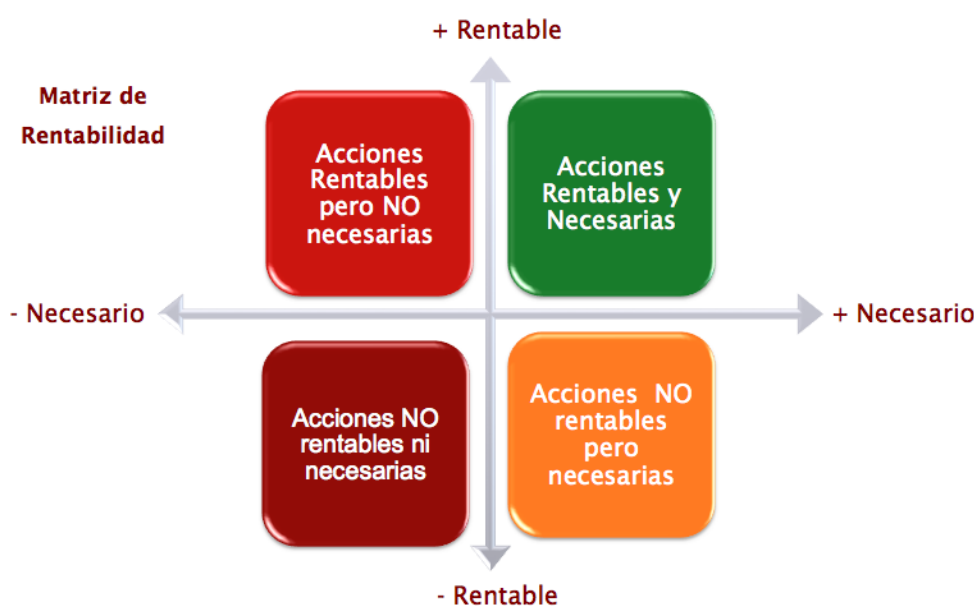 + Rentable
Matriz de
Rentabilidad
Acciones
Rentables
pero NO
necesarias
Acciones
Rentables y
Necesarias
- Necesario
+ Necesario
Acciones NO
rentables ni
necesarias
Acciones  NO
rentables
pero
necesarias
- Rentable